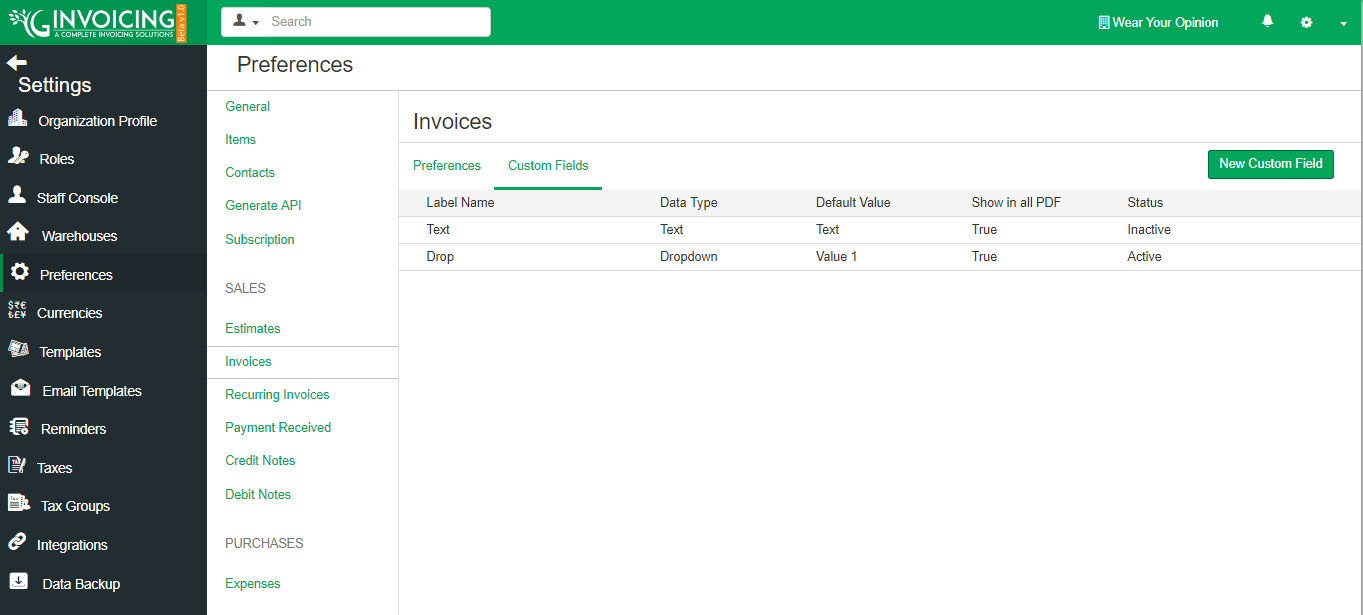 INVOICING
A COMPLETE INVOICING SOLUTIONS
Beta v1.0
Search
Wear Your Opinion
Settings
Organization Profile
Roles
Staff Console
Warehouses
Preferences
Currencies
Templates
Email Templates
Reminders
Taxes
Tax Groups
Integrations
Data Backup
Preferences
General
Items
Contacts
Generate API
Subscription
SALES
Estimates
Invoices
Recurring Invoices
Payment Received
Credit Notes
Debit Notes
PURCHASES
Expenses
Invoices
Preferences Custom Fields
New Custom Field
Label Name Data Type Default Value Show in all PDF Status
Text Text Text True Inactive
Drop Dropdown Value 1 True Active